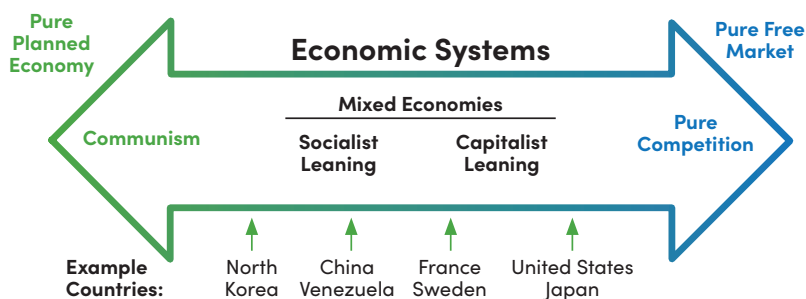 Pure
Planned
Economy
Economic Systems
Pure Free
Market
Mixed Economies
Communism
Socialist
Leaning
Capitalist
Leaning
Pure
Competition
Example
Countries:
North
Korea
China
Venezuela
France
Sweden
United States
Japan